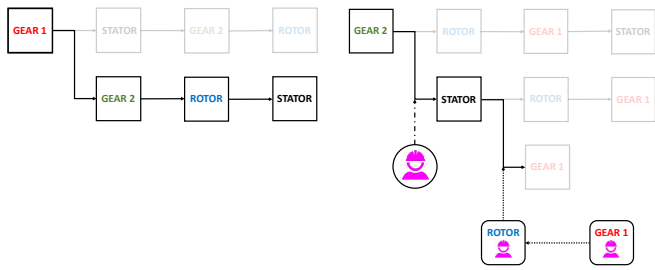 GEAR 1 STATOR GEAR 2 ROTOR
GEAR 2 ROTOR STATOR
GEAR 2 ROTOR GEAR 1 STATOR
STATOR ROTOR GEAR 1
GEAR 1
ROTOR GEAR 1